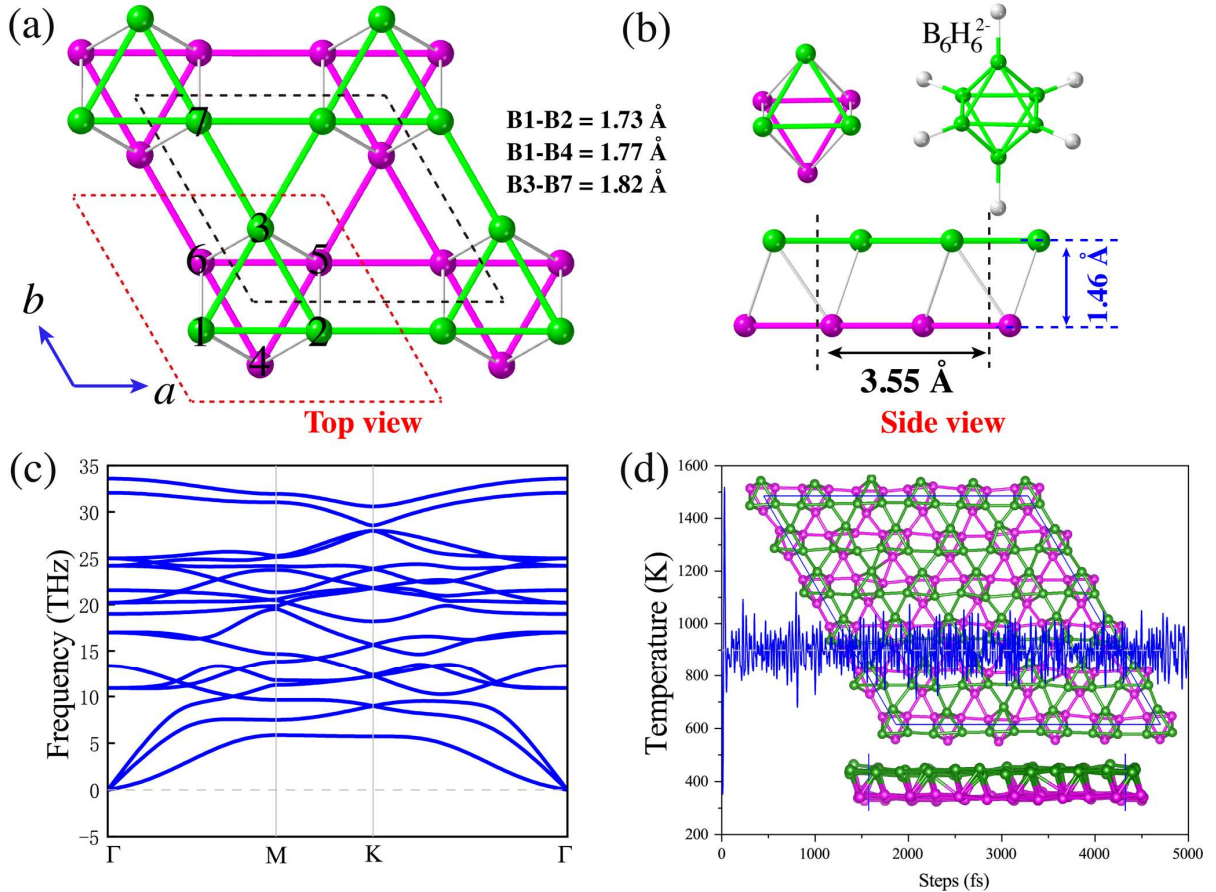 (a)
7
3
6
5
1
2
4
b
a
B1-B2 = 1.73 Å
B1-B4 = 1.77 Å
B3-B7 = 1.82 Å
Top view
(b)
B₆H₆²⁻
1.46 Å
3.55 Å
Side view
(c)
Frequency (THz)
35
30
25
20
15
10
5
0
−5
Γ
M
K
Γ
(d)
Temperature (K)
1600
1400
1200
1000
800
600
400
200
0
1000
2000
3000
4000
5000
Steps (fs)